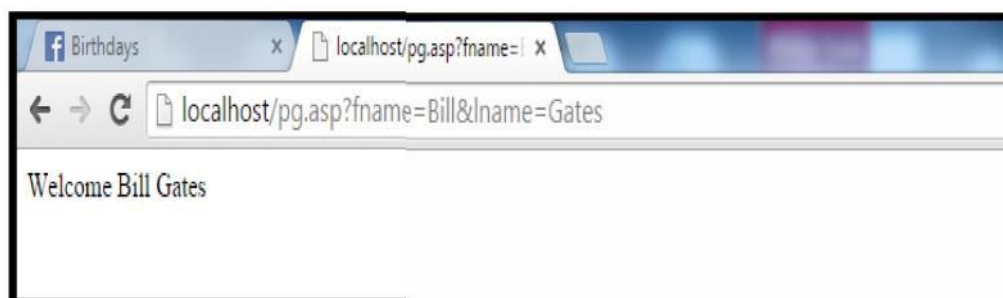 Birthdays x localhost/pg.asp?fname= x
localhost/pg.asp?fname=Bill&lname=Gates
Welcome Bill Gates